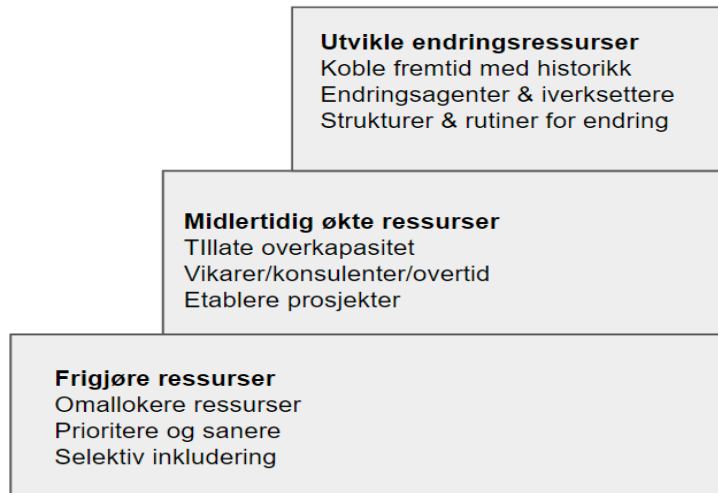 Utvikle endringsressurser
Koble fremtid med historikk
Endringsagenter & iverksettere
Strukturer & rutiner for endring
Midlertidig økte ressurser
TIllate overkapasitet
Vikarer/konsulenter/overtid
Etablere prosjekter
Frigjøre ressurser
Omallokere ressurser
Prioritere og sanere
Selektiv inkludering